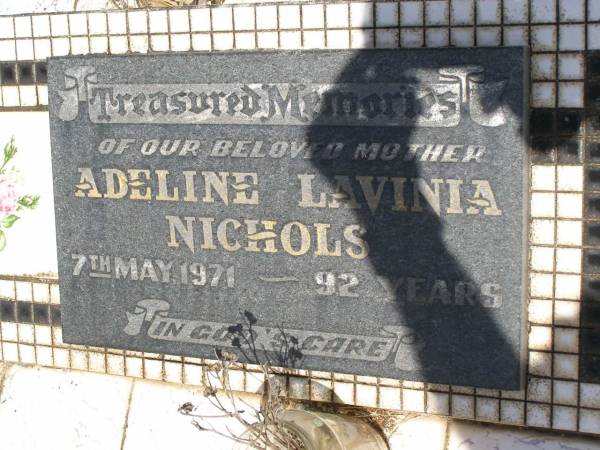 Treasured Memories
OF OUR BELOVED MOTHER
ADELINE LAVINIA
NICHOLS
7TH MAY, 1971 — 92 YEARS
IN GOD'S CARE